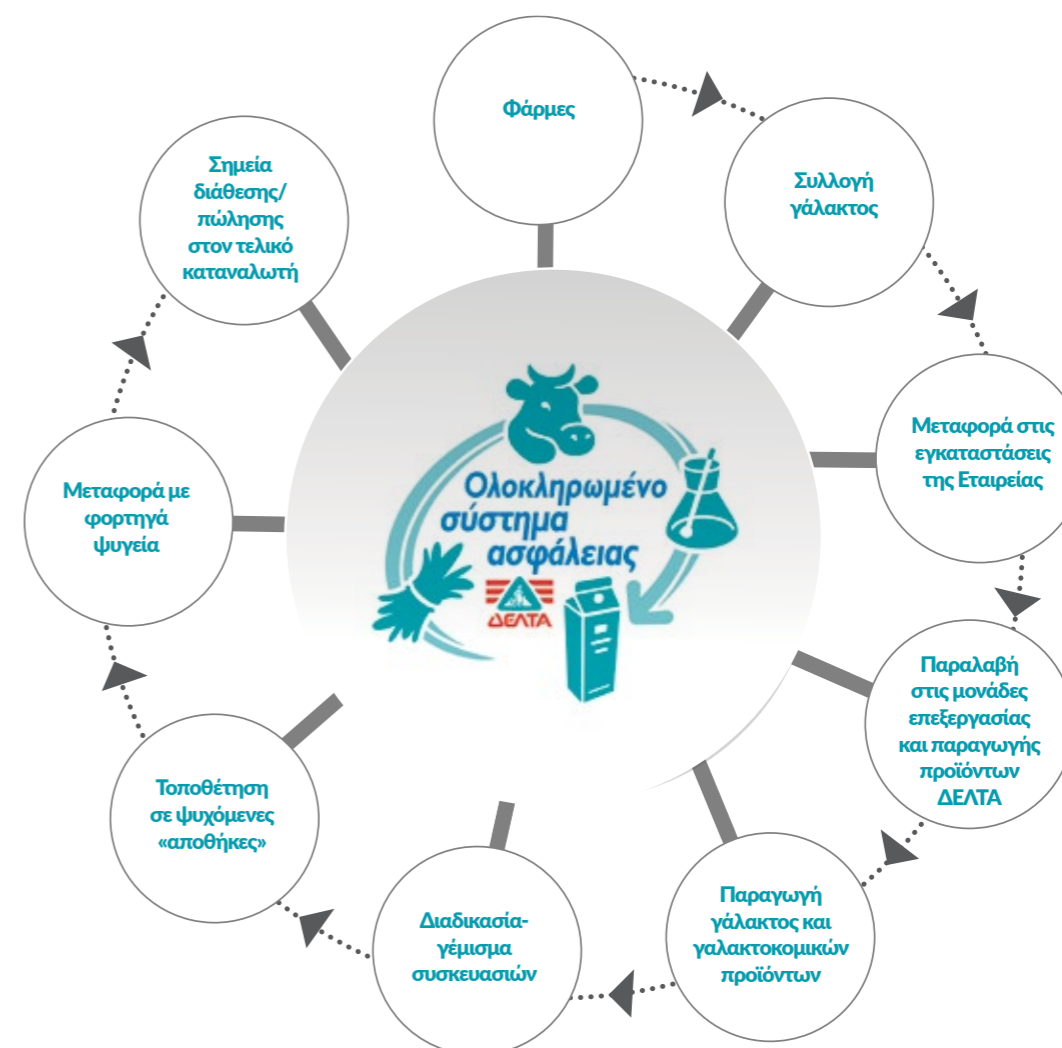 Φάρμες
Συλλογή
γάλακτος
Μεταφορά στις
εγκαταστάσεις
της Εταιρείας
Παραλαβή
στις μονάδες
επεξεργασίας
και παραγωγής
προϊόντων
ΔΕΛΤΑ
Παραγωγή
γάλακτος και
γαλακτοκομικών
προϊόντων
Διαδικασία-
γέμισμα
συσκευασιών
Τοποθέτηση
σε ψυχόμενες
«αποθήκες»
Μεταφορά με
φορτηγά
ψυγεία
Σημεία
διάθεσης/
πώλησης
στον τελικό
καταναλωτή
Ολοκληρωμένο
σύστημα
ασφάλειας
ΔΕΛΤΑ